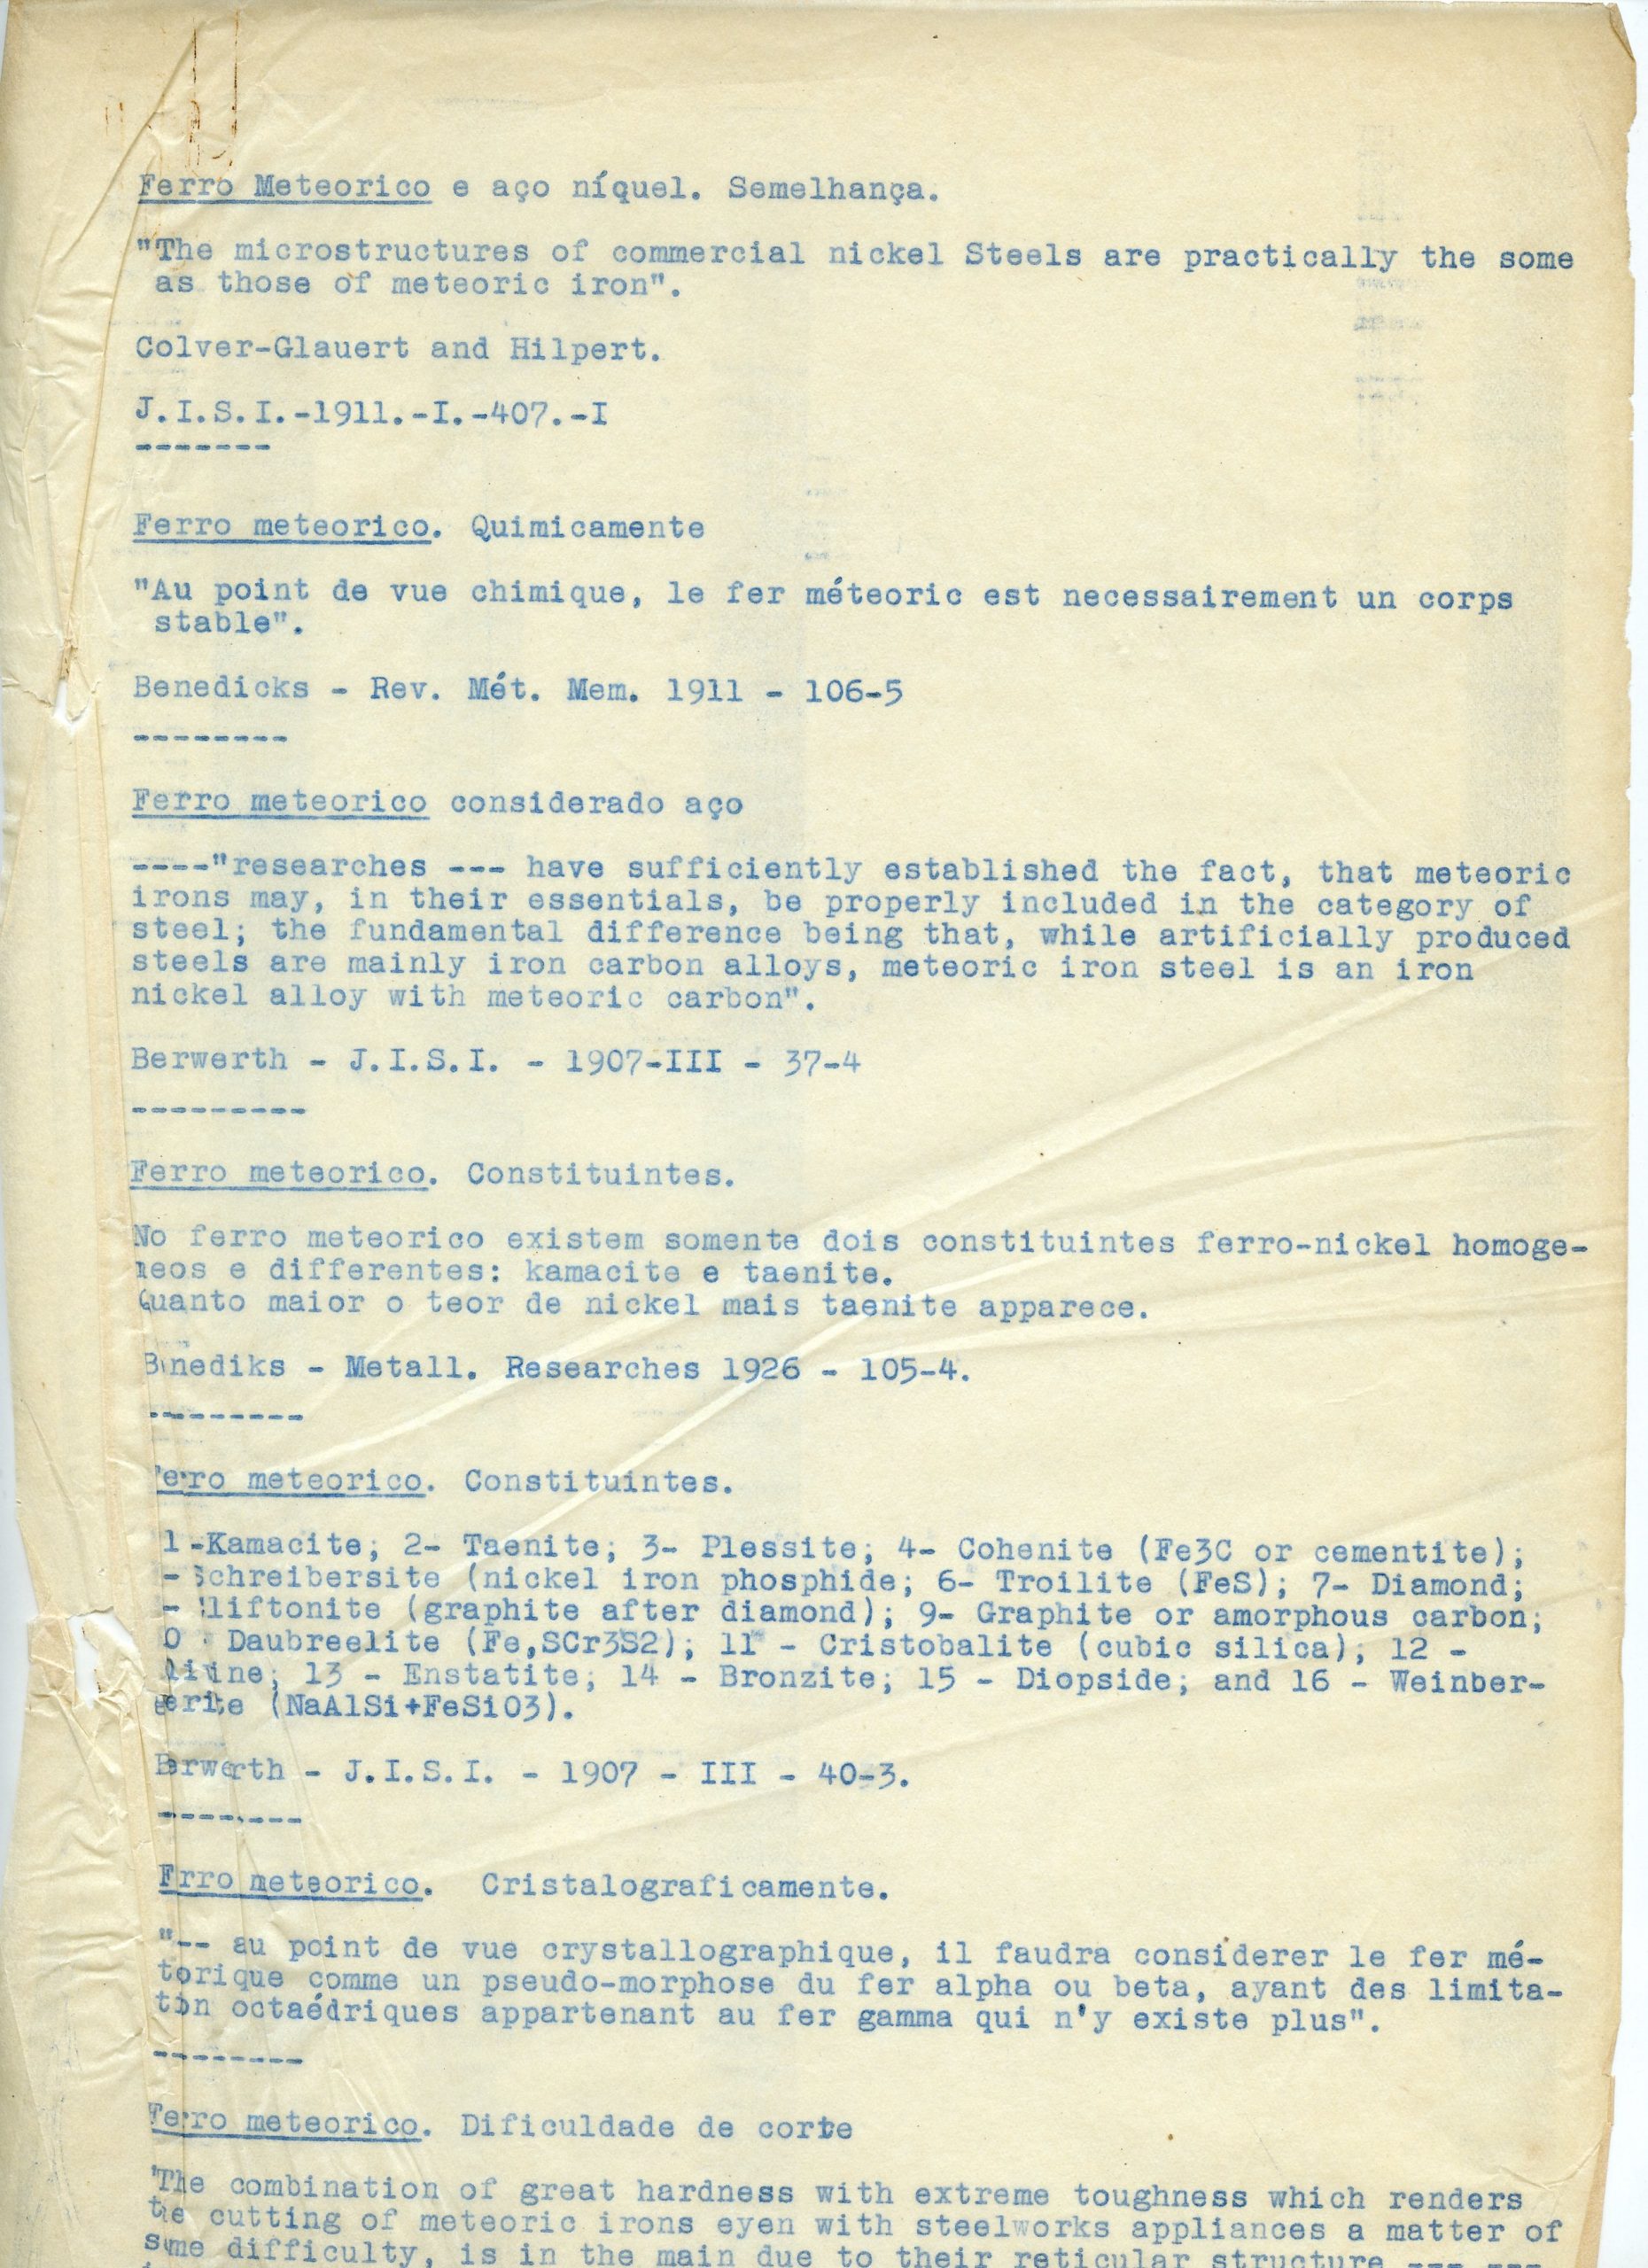 Ferro Meteorico e aço níquel. Semelhança.
"The microstructures of commercial nickel Steels are practically the some
as those of meteoric iron".
Colver-Glauert and Hilpert.
J.I.S.I.-1911.-I.-407.-I
-------
Ferro meteorico. Quimicamente
"Au point de vue chimique, le fer méteoric est necessairement un corps
stable".
Benedicks - Rev. Mét. Mem. 1911 - 106-5
--------
Ferro meteorico considerado aço
----"researches --- have sufficiently established the fact, that meteoric
irons may, in their essentials, be properly included in the category of
steel; the fundamental difference being that, while artificially produced
steels are mainly iron carbon alloys, meteoric iron steel is an iron
nickel alloy with meteoric carbon".
Berwerth - J.I.S.I. - 1907-III - 37-4
---------
Ferro meteorico. Constituintes.
No ferro meteorico existem somente dois constituintes ferro-nickel homoge-
neos e differentes: kamacite e taenite.
Quanto maior o teor de nickel mais taenite apparece.
Benediks - Metall. Researches 1926 - 105-4.
--------
Ferro meteorico. Constituintes.
1 -Kamacite; 2- Taenite; 3- Plessite; 4- Cohenite (Fe3C or cementite);
- Schreibersite (nickel iron phosphide; 6- Troilite (FeS); 7- Diamond;
- Cliftonite (graphite after diamond); 9- Graphite or amorphous carbon;
0 - Daubreelite (Fe,SCr3S2); 11 - Cristobalite (cubic silica); 12 -
livine; 13 - Enstatite; 14 - Bronzite; 15 - Diopside; and 16 - Weinber-
gerite (NaAlSi+FeSiO3).
Berwerth - J.I.S.I. - 1907 - III - 40-3.
--------
Frro meteorico. Cristalograficamente.
"-- au point de vue crystallographique, il faudra considerer le fer mé-
torique comme un pseudo-morphose du fer alpha ou beta, ayant des limita-
tion octaédriques appartenant au fer gamma qui n'y existe plus".
--------
Ferro meteorico. Dificuldade de corte
"The combination of great hardness with extreme toughness which renders
the cutting of meteoric irons eyen with steelworks appliances a matter of
some difficulty, is in the main due to their reticular structure --- ---